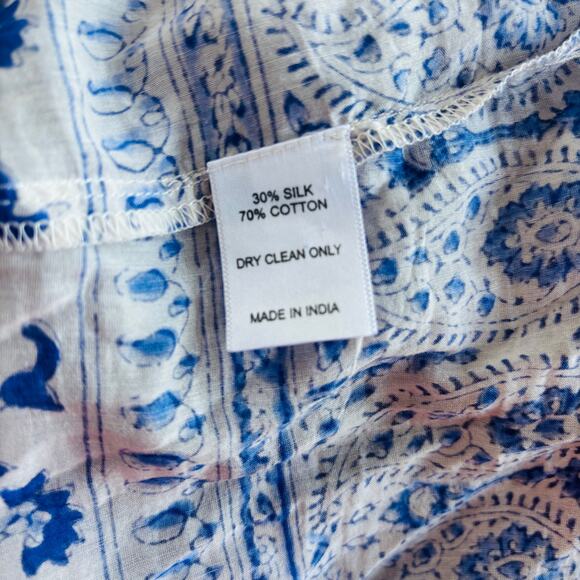 30% SILK
70% COTTON
DRY CLEAN ONLY
MADE IN INDIA